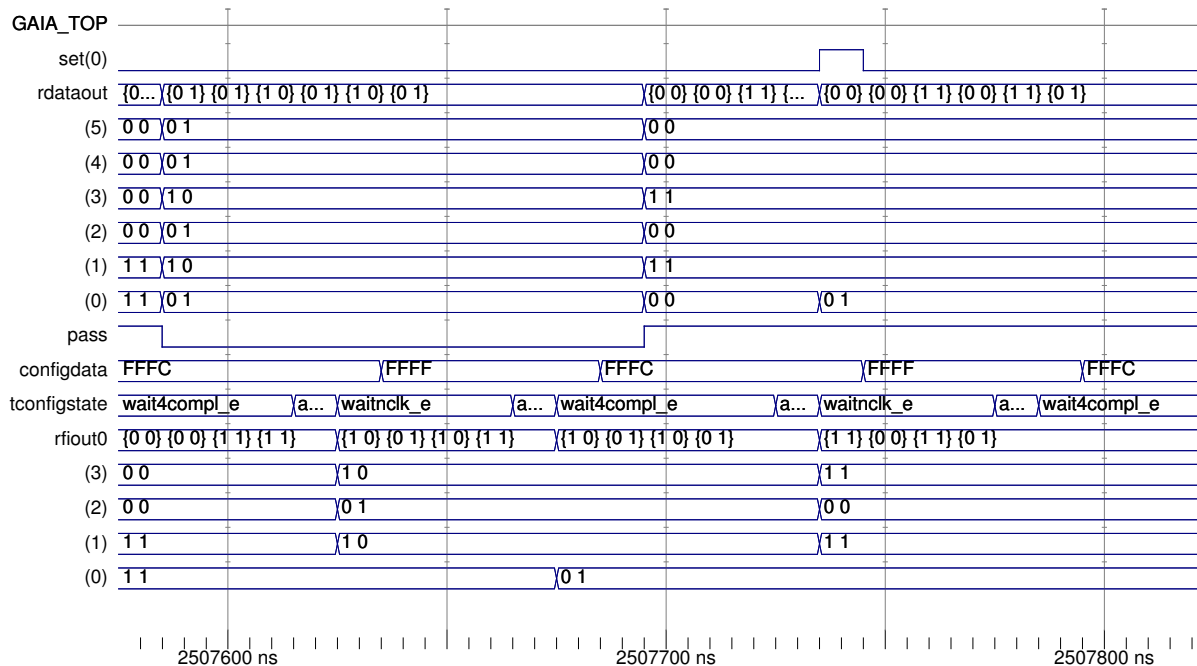 GAIA_TOP
set(0)
rdataout {0... {0 1} {0 1} {1 0} {0 1} {1 0} {0 1} {0 0} {0 0} {1 1} {... {0 0} {0 0} {1 1} {0 0} {1 1} {0 1}
(5) 0 0 0 1 0 0
(4) 0 0 0 1 0 0
(3) 0 0 1 0 1 1
(2) 0 0 0 1 0 0
(1) 1 1 1 0 1 1
(0) 1 1 0 1 0 0 0 1
pass
configdata FFFC FFFF FFFC FFFF FFFC
tconfigstate wait4compl_e a... waitnclk_e a... wait4compl_e a... waitnclk_e a... wait4compl_e
rfiout0 {0 0} {0 0} {1 1} {1 1} {1 0} {0 1} {1 0} {1 1} {1 0} {0 1} {1 0} {0 1} {1 1} {0 0} {1 1} {0 1}
(3) 0 0 1 0 1 1
(2) 0 0 0 1 0 0
(1) 1 1 1 0 1 1
(0) 1 1 0 1
2507600 ns 2507700 ns 2507800 ns